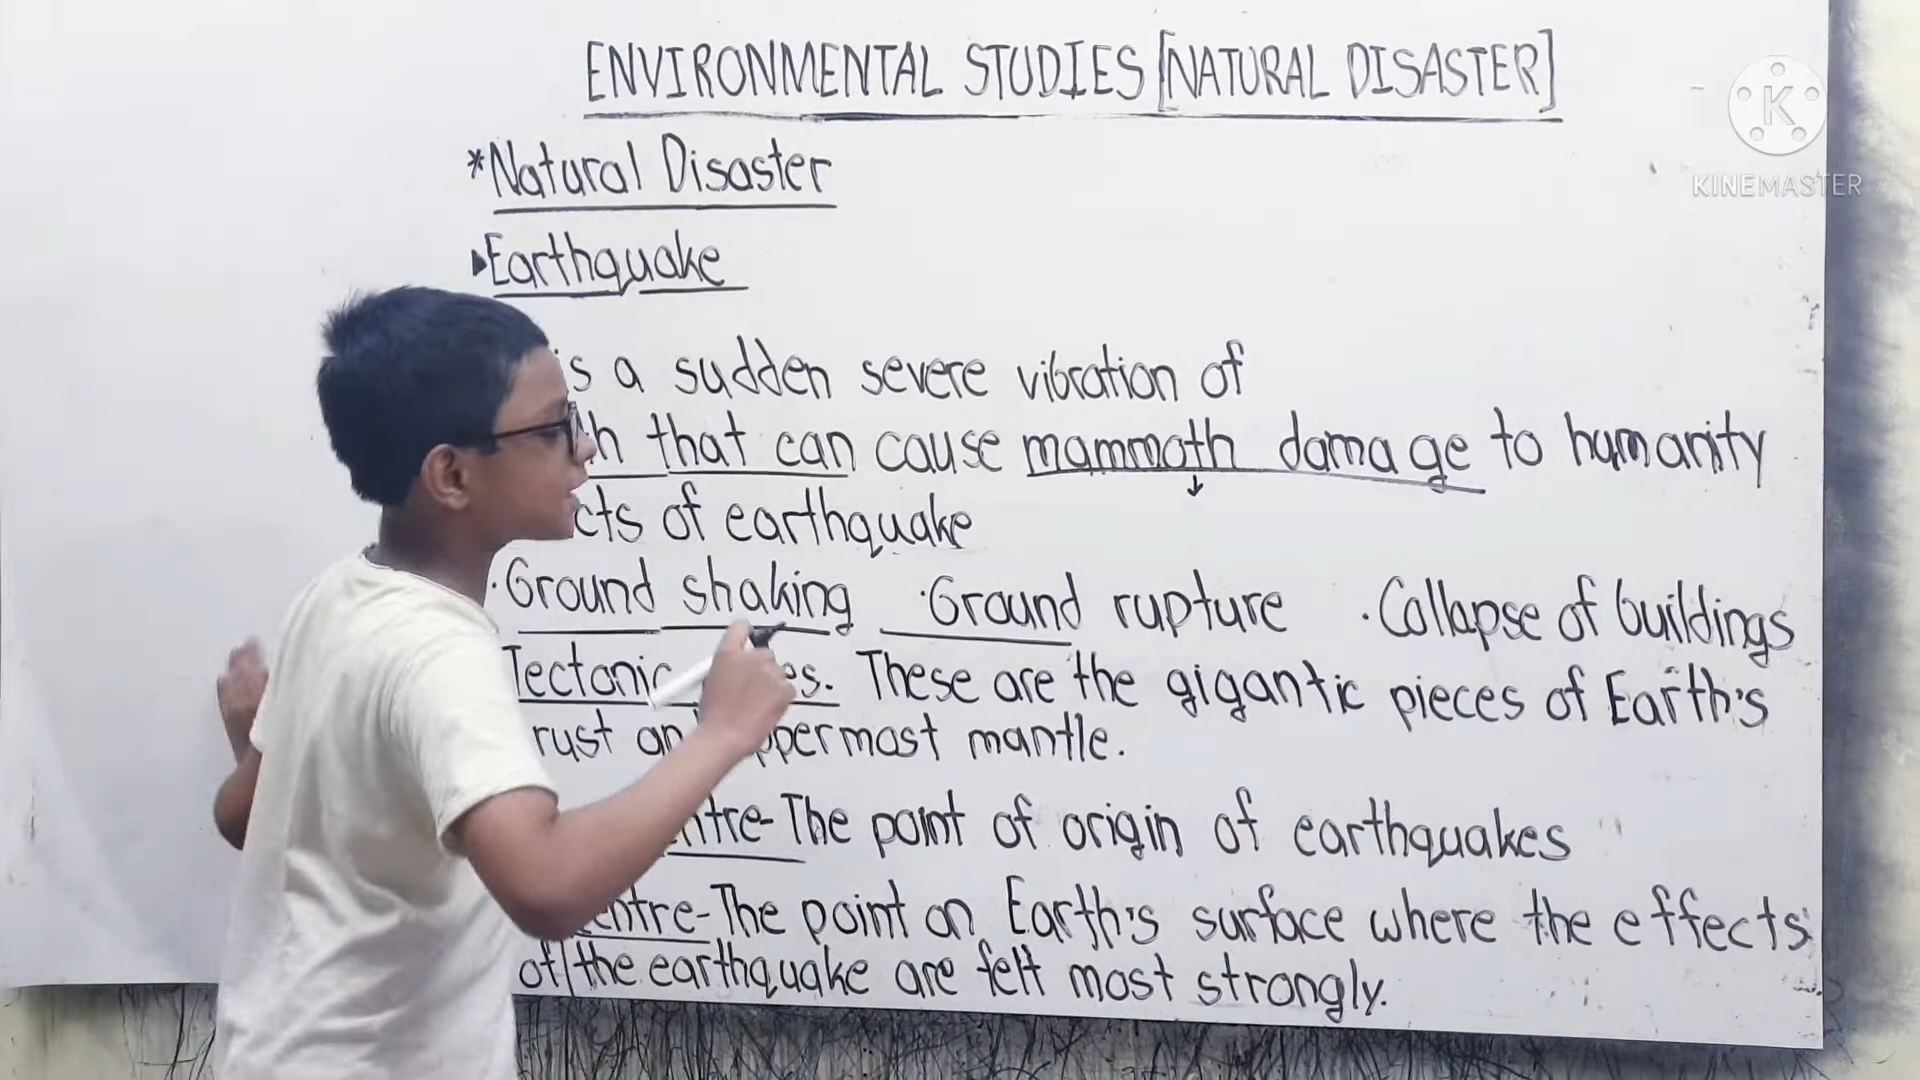 ENVIRONMENTAL STUDIES [NATURAL DISASTER]
K
KINEMASTER
*Natural Disaster
Earthquake
is a sudden severe vibration of
that can cause mammoth damage to humanity
of earthquake
·Ground shaking ·Ground rupture ·Collapse of buildings
Tectonic These are the gigantic pieces of Earth's
mantle.
The point of origin of earthquakes
The point on Earth's surface where the effects
of the earthquake are felt most strongly.